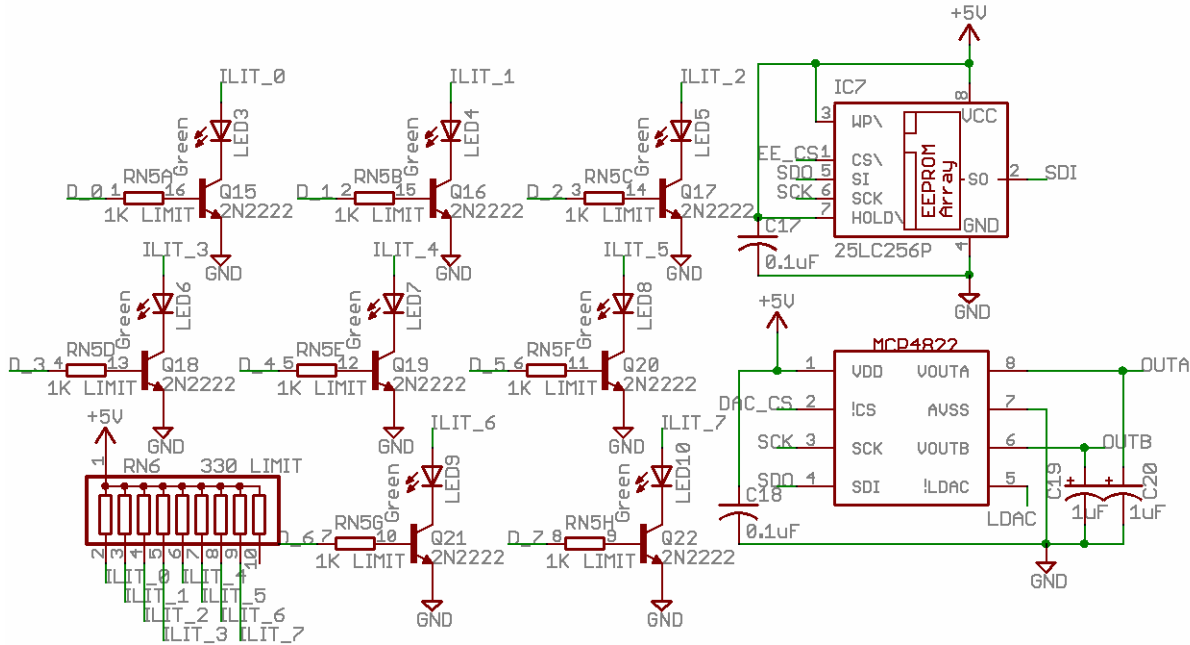 ILIT_0
Green
LED3
D_0
1
RN5A
16
1K LIMIT
Q15
2N2222
GND
ILIT_1
Green
LED4
D_1
2
RN5B
15
1K LIMIT
Q16
2N2222
GND
ILIT_2
Green
LED5
D_2
3
RN5C
14
1K LIMIT
Q17
2N2222
GND
+5V
IC7
8
VCC
3
WP\
EE_CS
1
CS\
SDO
5
SI
SCK
6
SCK
7
HOLD\
EEPROM
Array
SO
2
SDI
GND
4
25LC256P
C17
0.1uF
GND
ILIT_3
Green
LED6
D_3
4
RN5D
13
1K LIMIT
Q18
2N2222
GND
ILIT_4
Green
LED7
D_4
5
RN5E
12
1K LIMIT
Q19
2N2222
GND
ILIT_5
Green
LED8
D_5
6
RN5F
11
1K LIMIT
Q20
2N2222
GND
+5V
MCP4822
1
VDD
DAC_CS
2
!CS
SCK
3
SCK
SDO
4
SDI
VOUTA
8
OUTA
AVSS
7
VOUTB
6
OUTB
!LDAC
5
LDAC
C18
0.1uF
C19
1uF
C20
1uF
GND
+5V
1
RN6
330 LIMIT
2
3
4
5
6
7
8
9
10
ILIT_0
ILIT_1
ILIT_2
ILIT_3
ILIT_4
ILIT_5
ILIT_6
ILIT_7
ILIT_6
Green
LED9
D_6
7
RN5G
10
1K LIMIT
Q21
2N2222
GND
ILIT_7
Green
LED10
D_7
8
RN5H
9
1K LIMIT
Q22
2N2222
GND